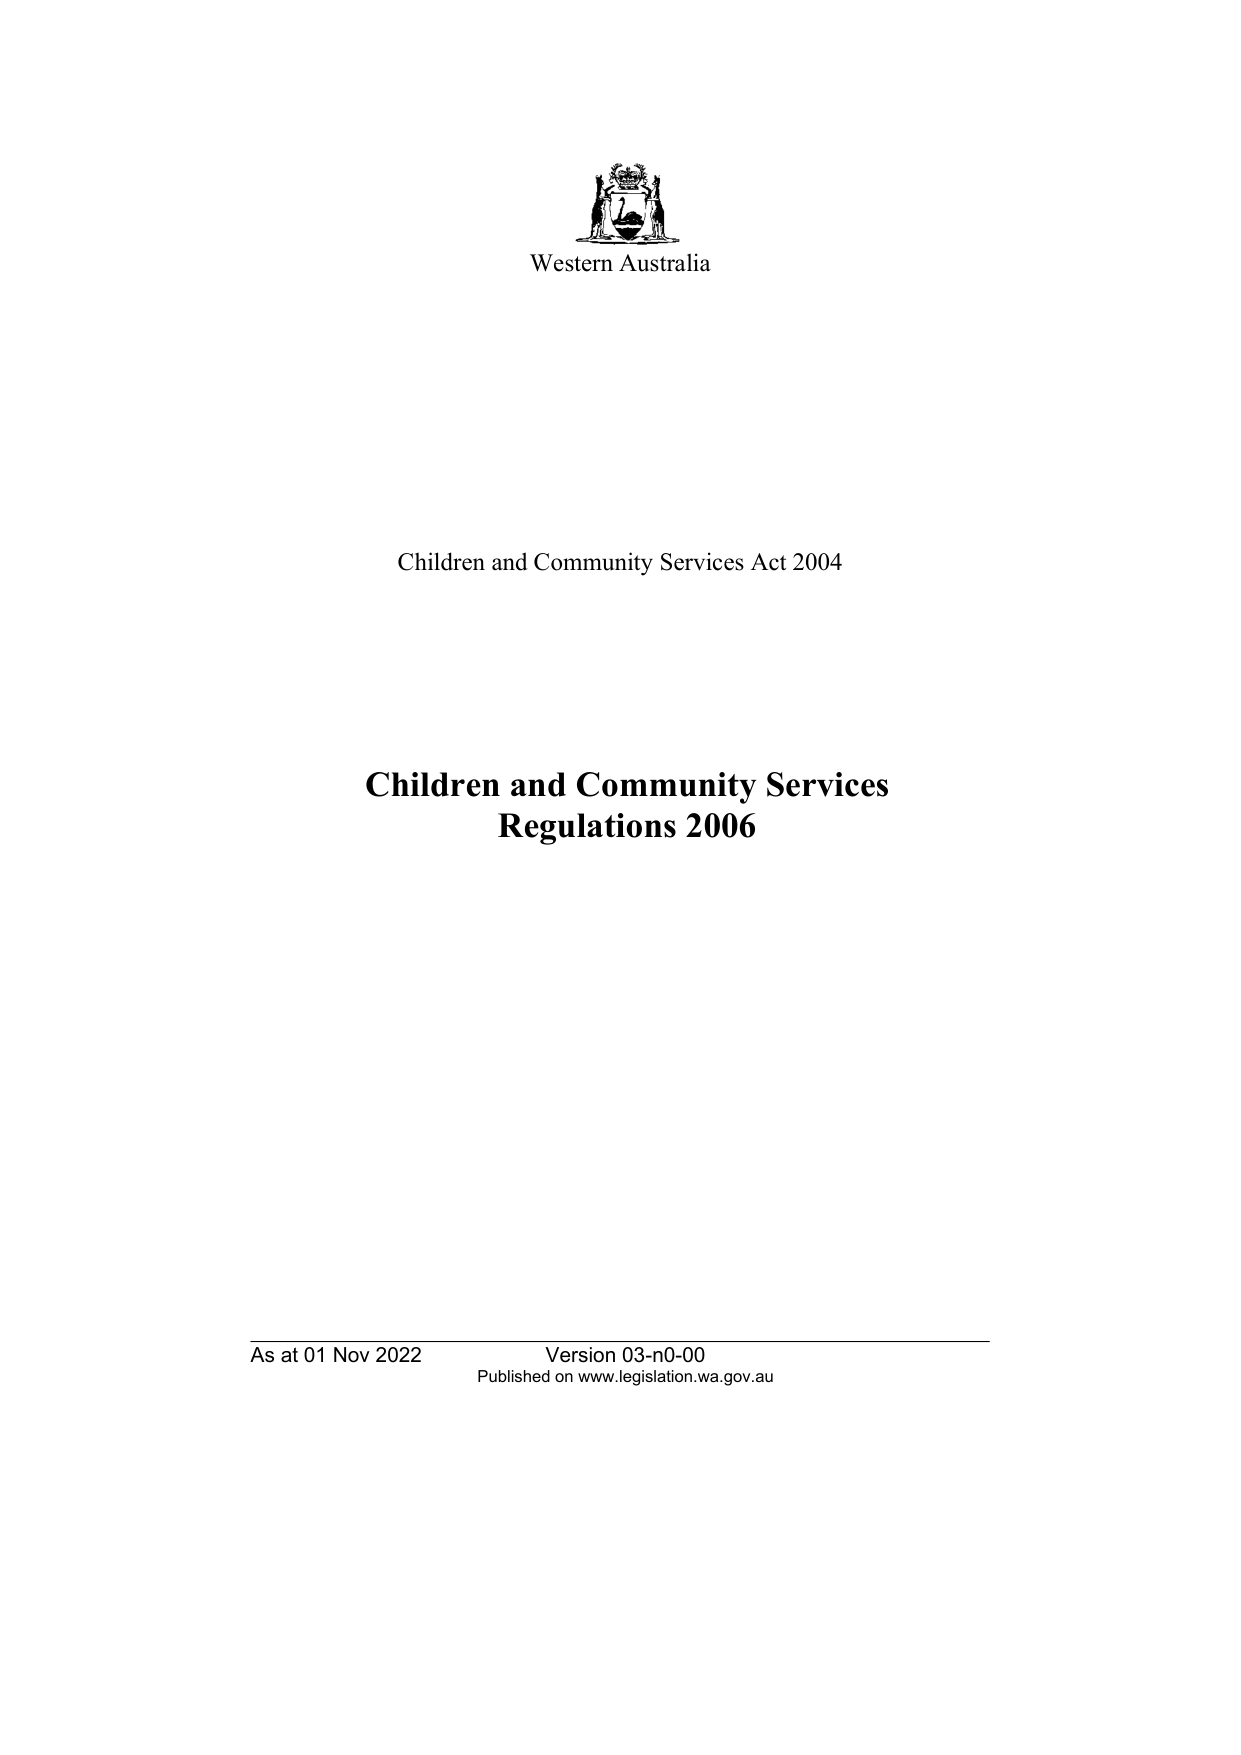 Western Australia
Children and Community Services Act 2004
Children and Community Services
Regulations 2006
As at 01 Nov 2022 Version 03-n0-00
Published on www.legislation.wa.gov.au